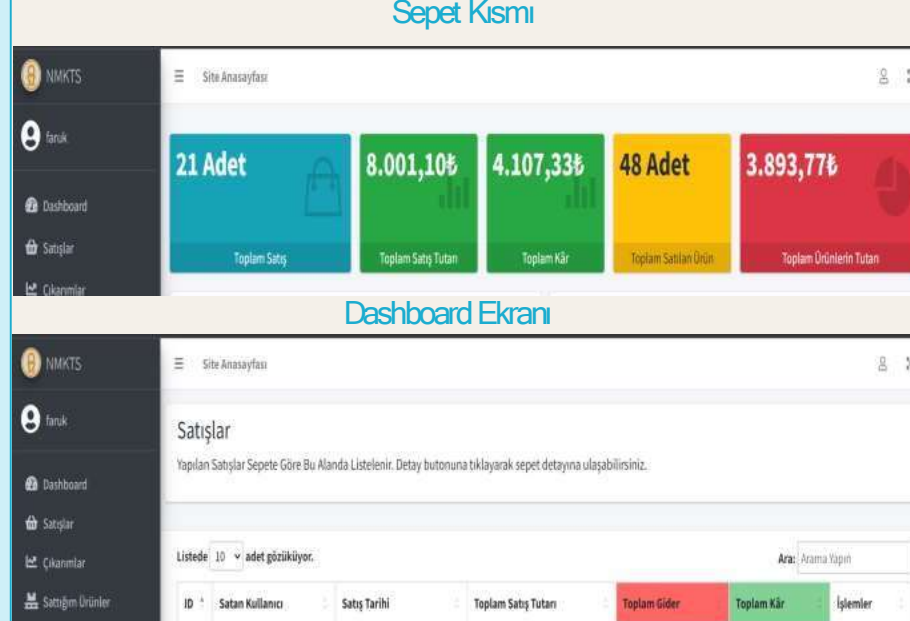 Sepet Kısmı
NMKTS
Site Anasayfası
faruk
21 Adet
8.001,10₺
4.107,33₺
48 Adet
3.893,77₺
Dashboard
Satışlar
Toplam Satış
Toplam Satış Tutarı
Toplam Kâr
Toplam Satılan Ürün
Toplam Ürünlerin Tutarı
Çıkarımlar
Dashboard Ekranı
NMKTS
Site Anasayfası
faruk
Satışlar
Yapılan Satışlar Sepete Göre Bu Alanda Listelenir. Detay butonuna tıklayarak sepet detayına ulaşabilirsiniz.
Dashboard
Satışlar
Çıkarımlar
Sattığım Ürünler
Listede 10 adet gözüküyor.
Ara: Arama Yapın
ID Satan Kullanıcı Satış Tarihi Toplam Satış Tutarı Toplam Gider Toplam Kâr İşlemler